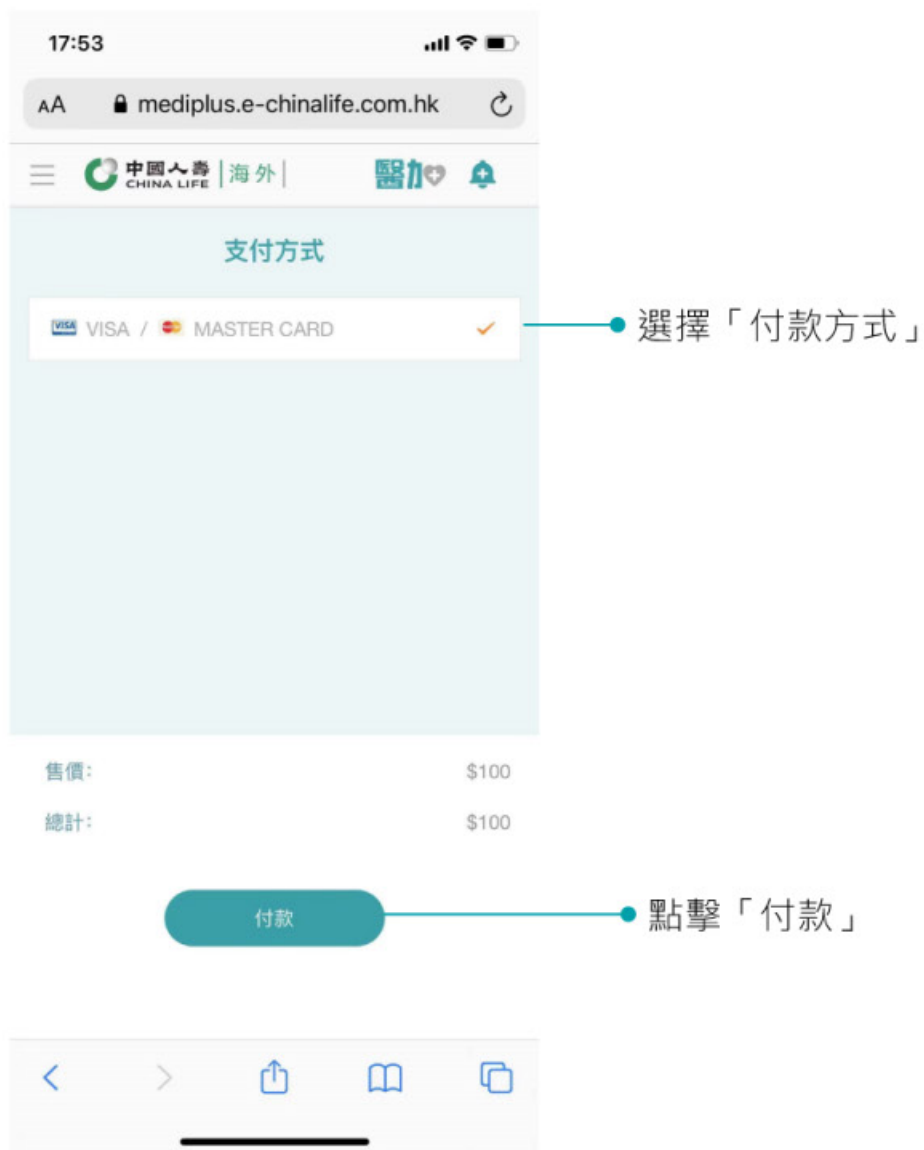 17:53
AA mediplus.e-chinalife.com.hk
中國人壽 CHINA LIFE 海外 醫加
支付方式
VISA VISA / MASTER CARD
選擇「付款方式」
售價: $100
總計: $100
付款
點擊「付款」